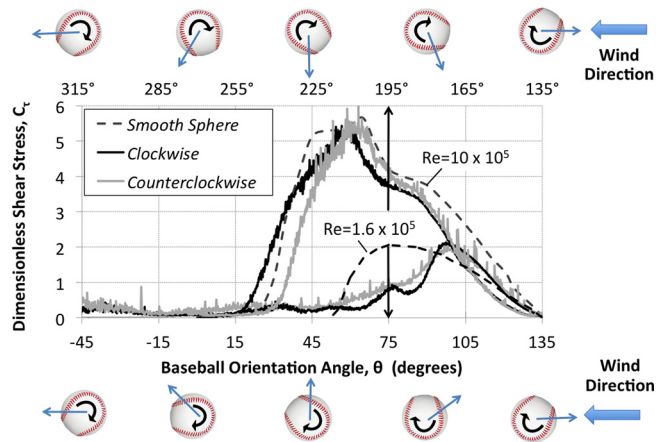 Wind
Direction
315° 285° 255° 225° 195° 165° 135°
Dimensionless Shear Stress, Cτ
6
5
4
3
2
1
0
Smooth Sphere
Clockwise
Counterclockwise
Re=10 x 10⁵
Re=1.6 x 10⁵
-45 -15 15 45 75 105 135
Baseball Orientation Angle, θ (degrees)
Wind
Direction